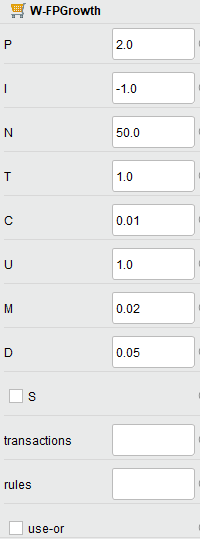 W-FPGrowth
P 2.0
I -1.0
N 50.0
T 1.0
C 0.01
U 1.0
M 0.02
D 0.05
S
transactions
rules
use-or